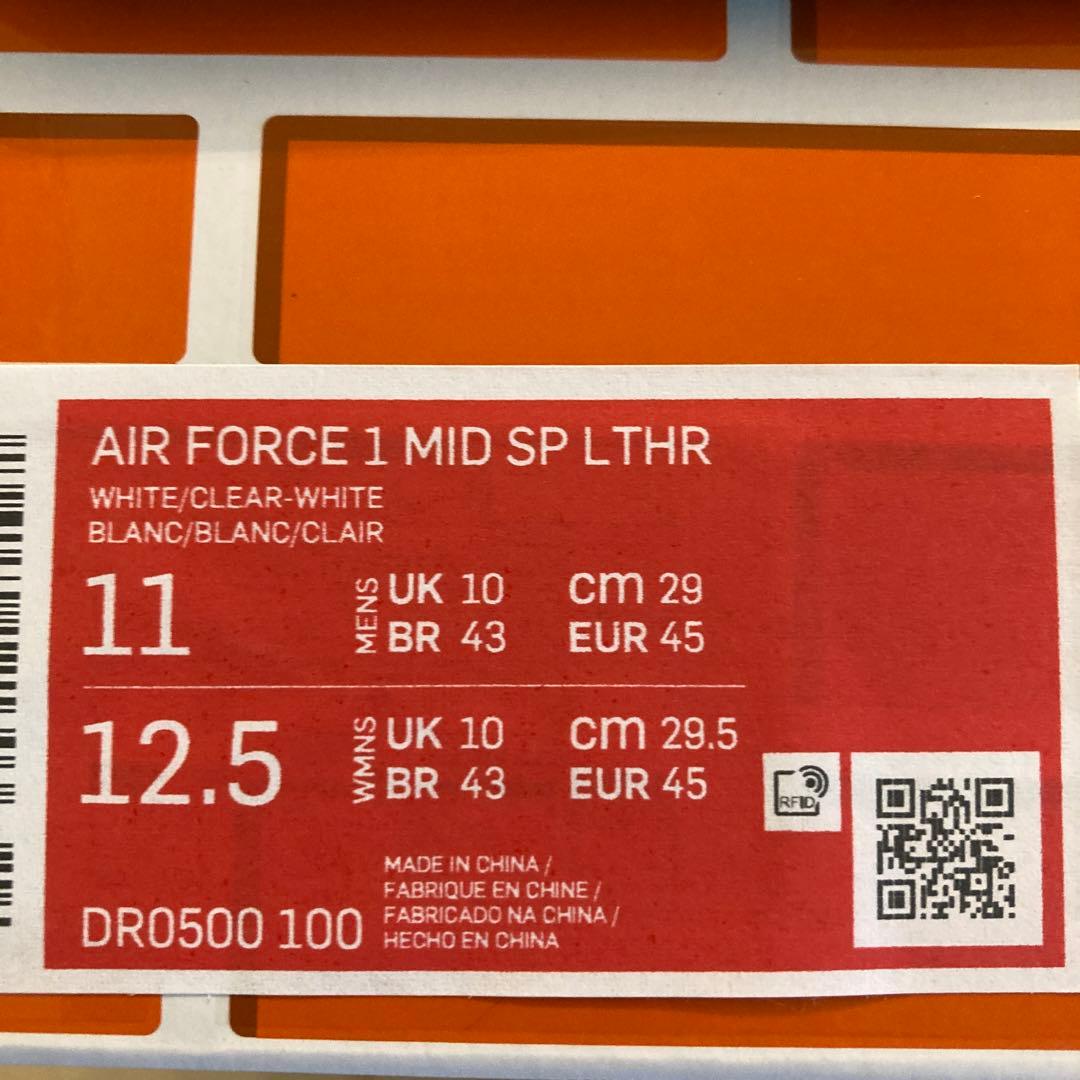 AIR FORCE 1 MID SP LTHR
WHITE/CLEAR-WHITE
BLANC/BLANC/CLAIR
11 MENS UK 10 cm 29
BR 43 EUR 45
12.5 WMNS UK 10 cm 29.5
BR 43 EUR 45
RFID
MADE IN CHINA /
FABRIQUE EN CHINE /
FABRICADO NA CHINA /
HECHO EN CHINA
DR0500 100